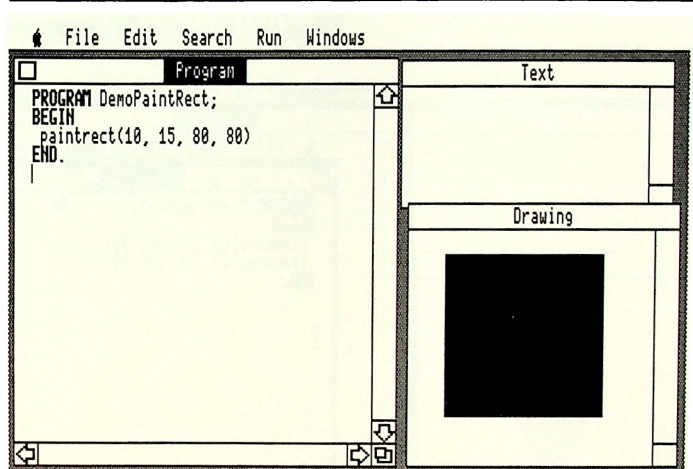 File Edit Search Run Windows
Program
PROGRAM DemoPaintRect;
BEGIN
paintrect(10, 15, 80, 80)
END.
Text
Drawing